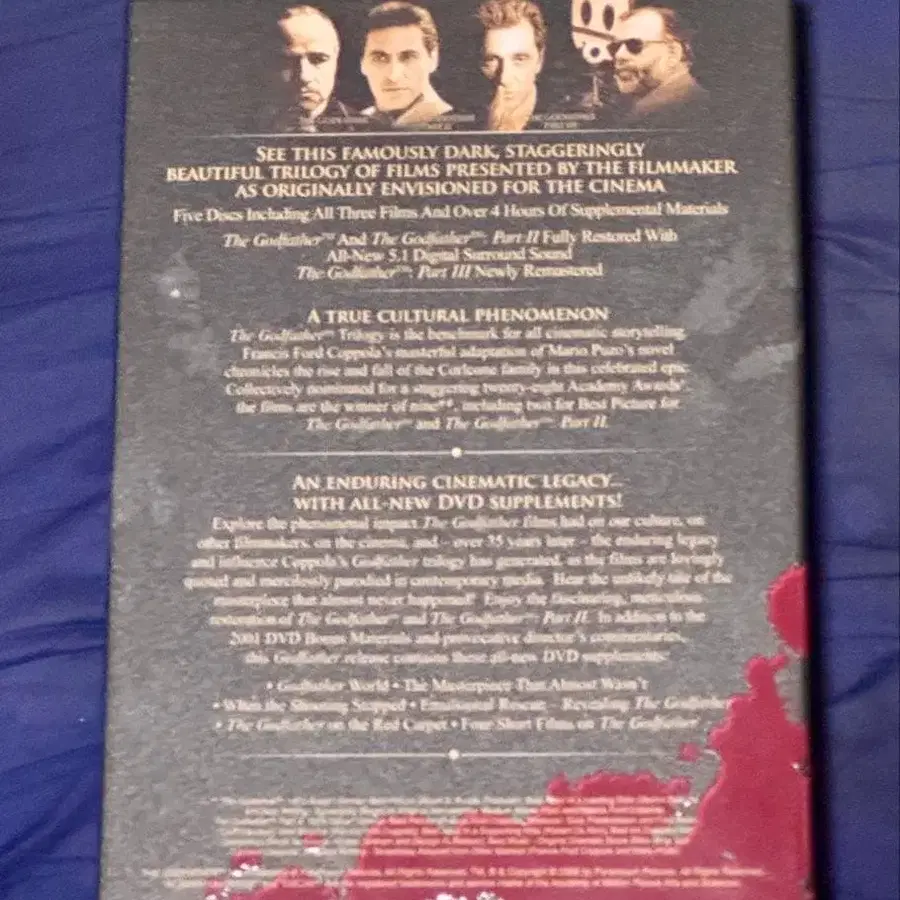 SEE THIS FAMOUSLY DARK, STAGGERINGLY
BEAUTIFUL TRILOGY OF FILMS PRESENTED BY THE FILMMAKER
AS ORIGINALLY ENVISIONED FOR THE CINEMA
Five Discs Including All Three Films And Over 4 Hours Of Supplemental Materials
The Godfather™ And The Godfather™: Part II Fully Restored With
All-New 5.1 Digital Surround Sound
The Godfather™: Part III Newly Remastered
A TRUE CULTURAL PHENOMENON
The Godfather™ Trilogy is the benchmark for all cinematic storytelling.
Francis Ford Coppola's masterful adaptation of Mario Puzo's novel
chronicles the rise and fall of the Corleone family in this celebrated epic.
Collectively nominated for a staggering twenty-eight Academy Awards®,
the films are the winner of nine**, including two for Best Picture for
The Godfather™ and The Godfather™: Part II.
AN ENDURING CINEMATIC LEGACY...
WITH ALL-NEW DVD SUPPLEMENTS!
Explore the phenomenal impact The Godfather films had on our culture, on
other filmmakers, on the cinema, and – over 35 years later – the enduring legacy
and influence Coppola's Godfather trilogy has generated, as the films are lovingly
quoted and mercilessly parodied in contemporary media. Hear the unlikely tale of the
masterpiece that almost never happened! Enjoy the fascinating, meticulous
restoration of The Godfather™ and The Godfather™: Part II. In addition to the
2001 DVD Bonus Materials and provocative director's commentaries,
this Godfather release contains these all-new DVD supplements:
• Godfather World • The Masterpiece That Almost Wasn't
• When the Shooting Stopped • Emulsional Rescue – Revealing The Godfather
• The Godfather on the Red Carpet • Four Short Films on The Godfather